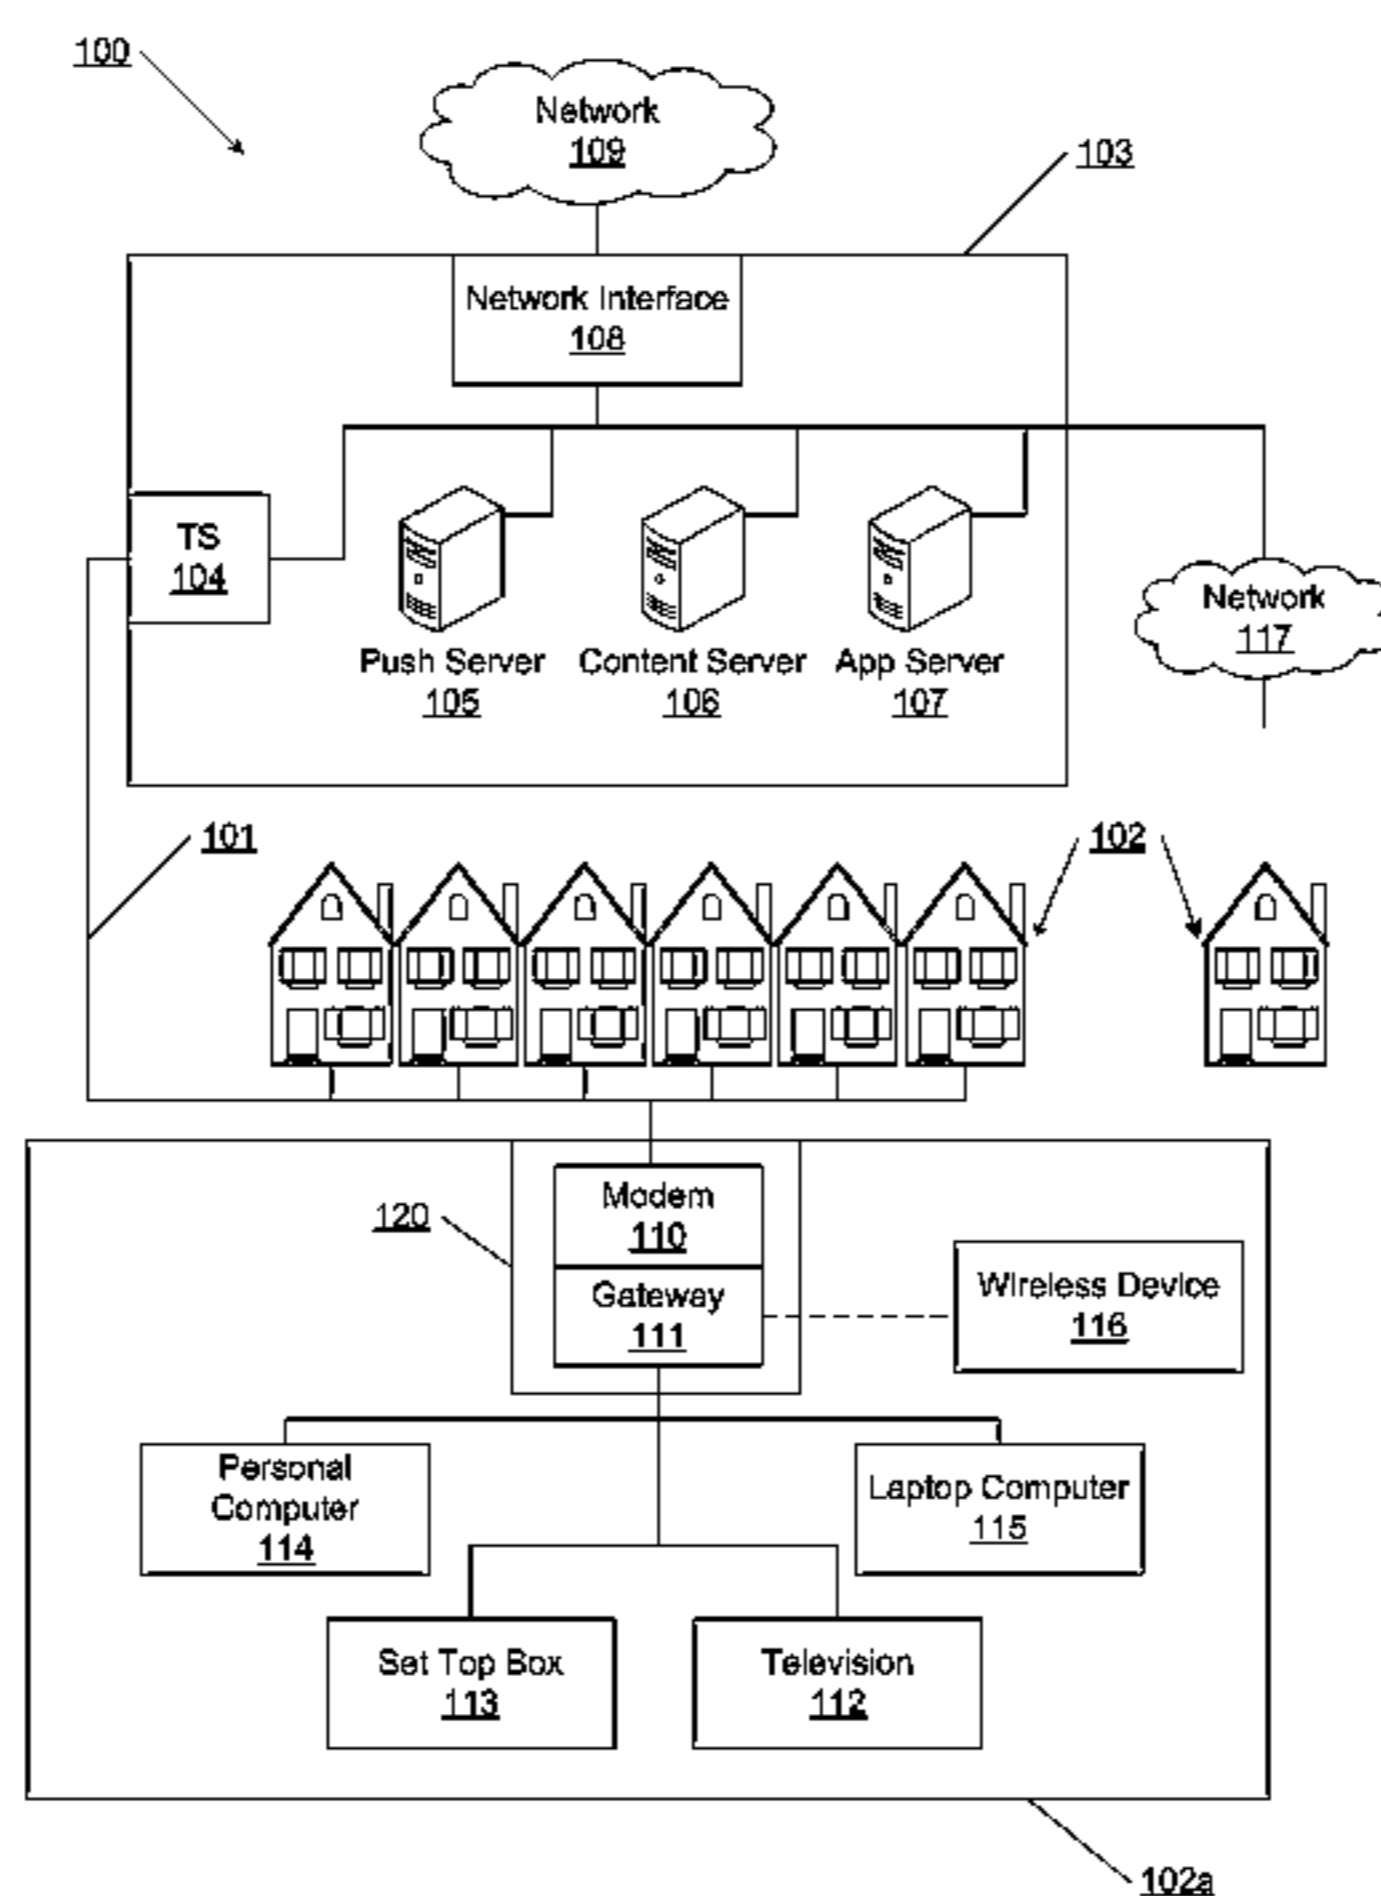 100
Network
109
103
Network Interface
108
TS
104
Push Server
105
Content Server
106
App Server
107
Network
117
101
102
120
Modem
110
Gateway
111
Wireless Device
116
Personal
Computer
114
Laptop Computer
115
Set Top Box
113
Television
112
102a